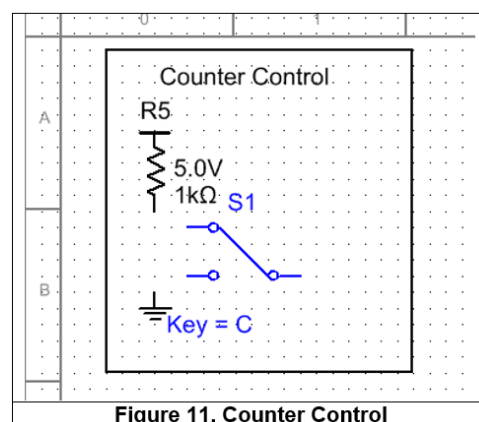 0 1
Counter Control
A
R5
5.0V
1kΩ
S1
B
Key = C
Figure 11. Counter Control